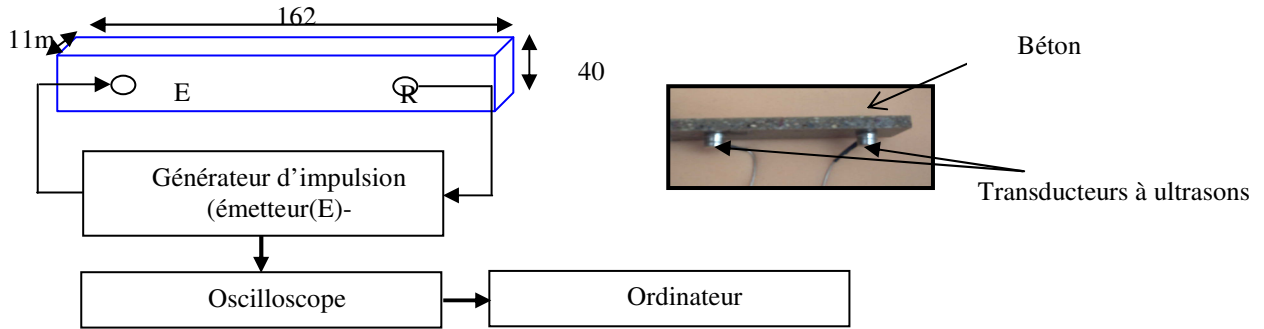 162
11m
40
E
R
Béton
Générateur d’impulsion
(émetteur(E)-
Transducteurs à ultrasons
Oscilloscope
Ordinateur